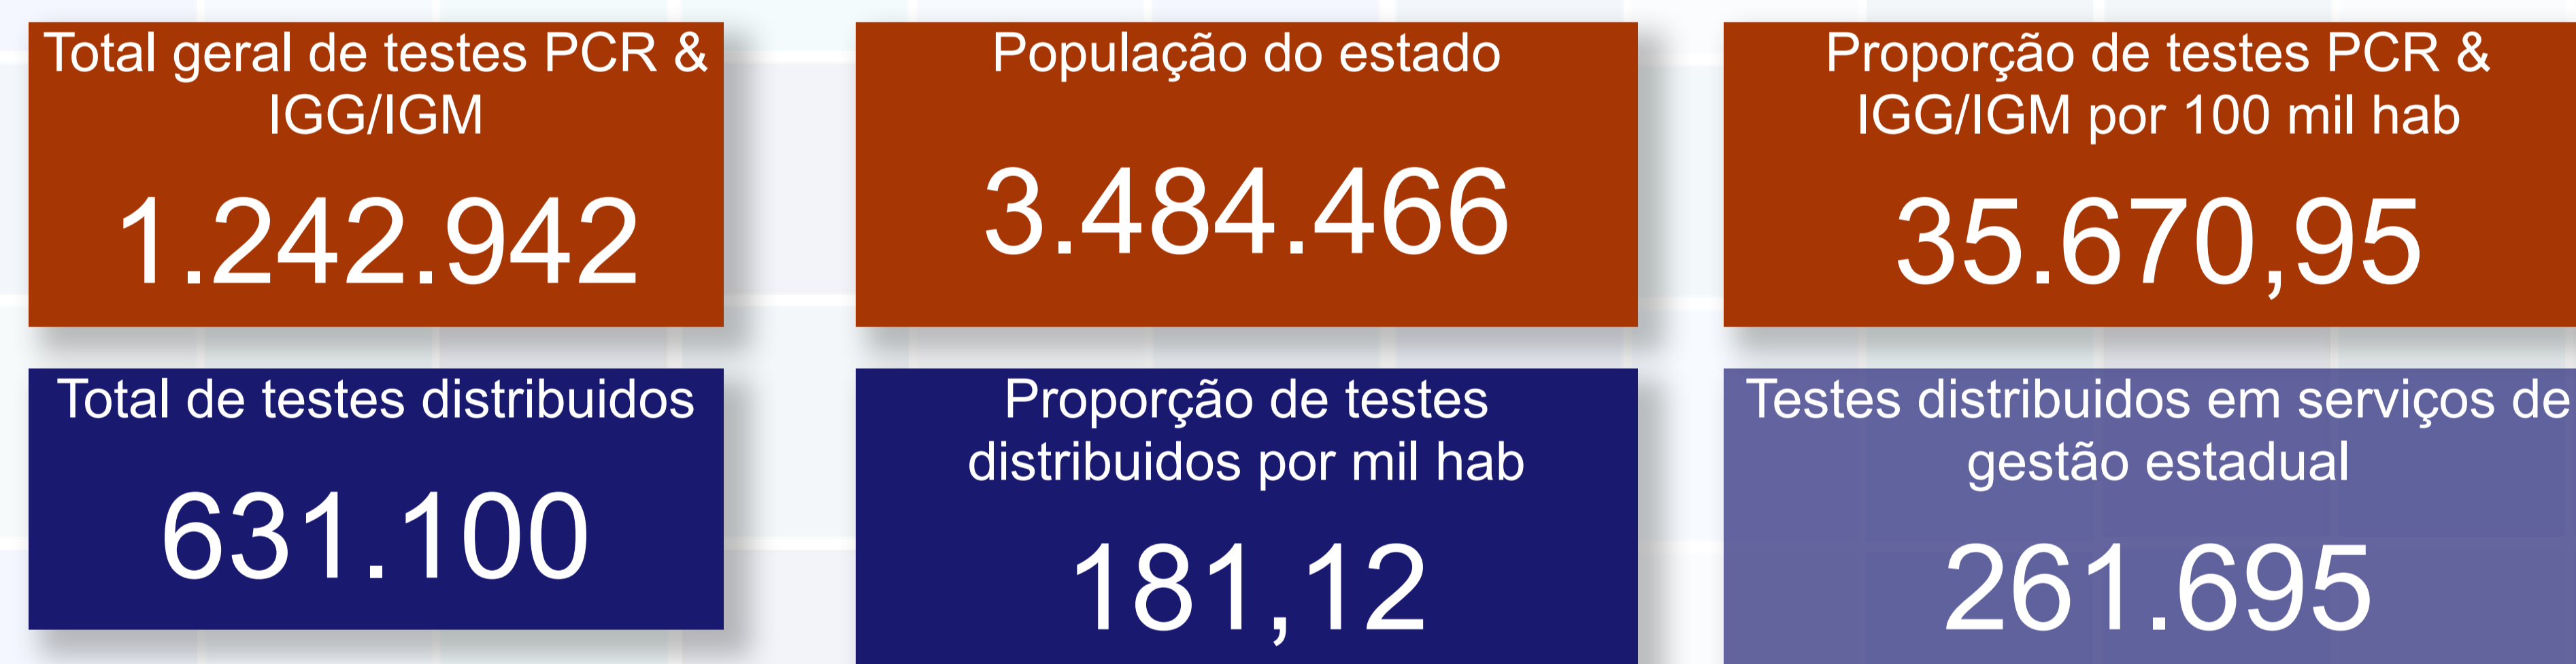 Total geral de testes PCR &
IGG/IGM
1.242.942
População do estado
3.484.466
Proporção de testes PCR &
IGG/IGM por 100 mil hab
35.670,95
Total de testes distribuidos
631.100
Proporção de testes
distribuidos por mil hab
181,12
Testes distribuidos em serviços de
gestão estadual
261.695